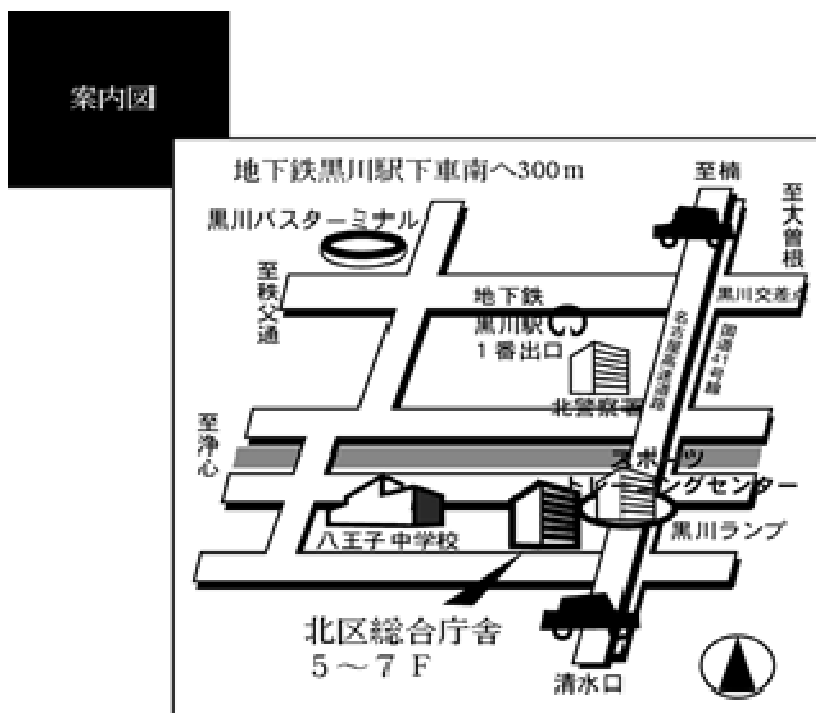 案内図
地下鉄黒川駅下車南へ300m
至楠
至大曽根
黒川バスターミナル
至秩父通
地下鉄
黒川駅
1番出口
黒川交差点
名古屋高速道路
国道41号線
北警察署
至浄心
スポーツ
トレーニングセンター
八王子中学校
黒川ランプ
北区総合庁舎
5～7F
清水口